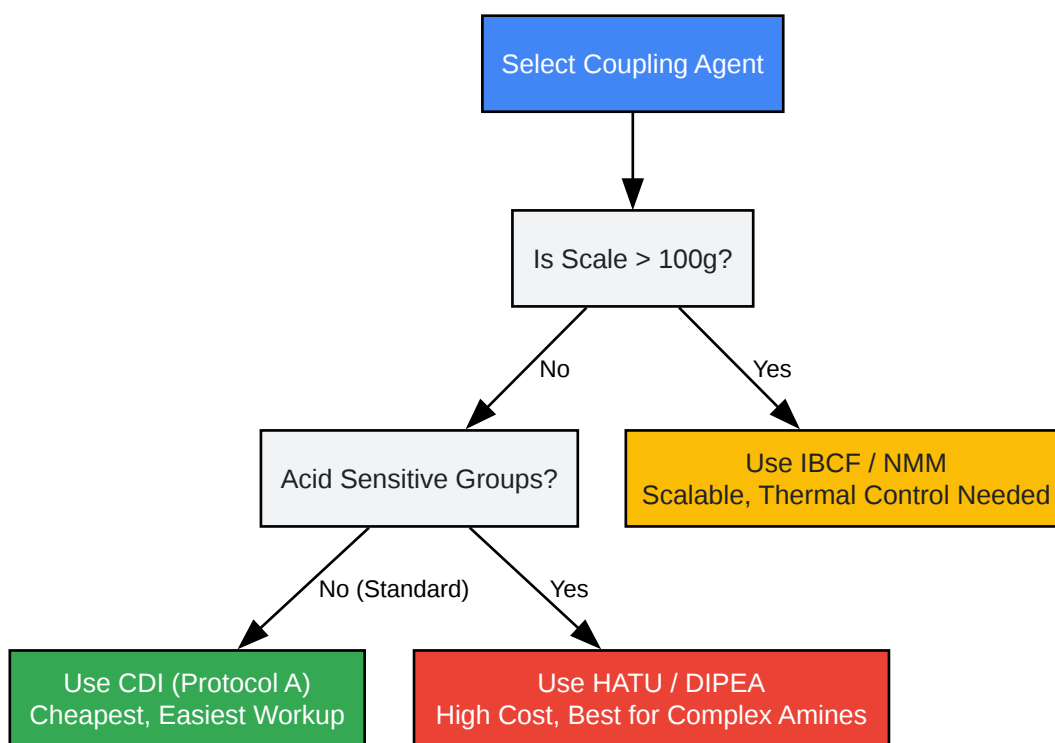 Select Coupling Agent
Is Scale > 100g?
No
Yes
Acid Sensitive Groups?
Use IBCF / NMM
Scalable, Thermal Control Needed
No (Standard)
Yes
Use CDI (Protocol A)
Cheapest, Easiest Workup
Use HATU / DIPEA
High Cost, Best for Complex Amines